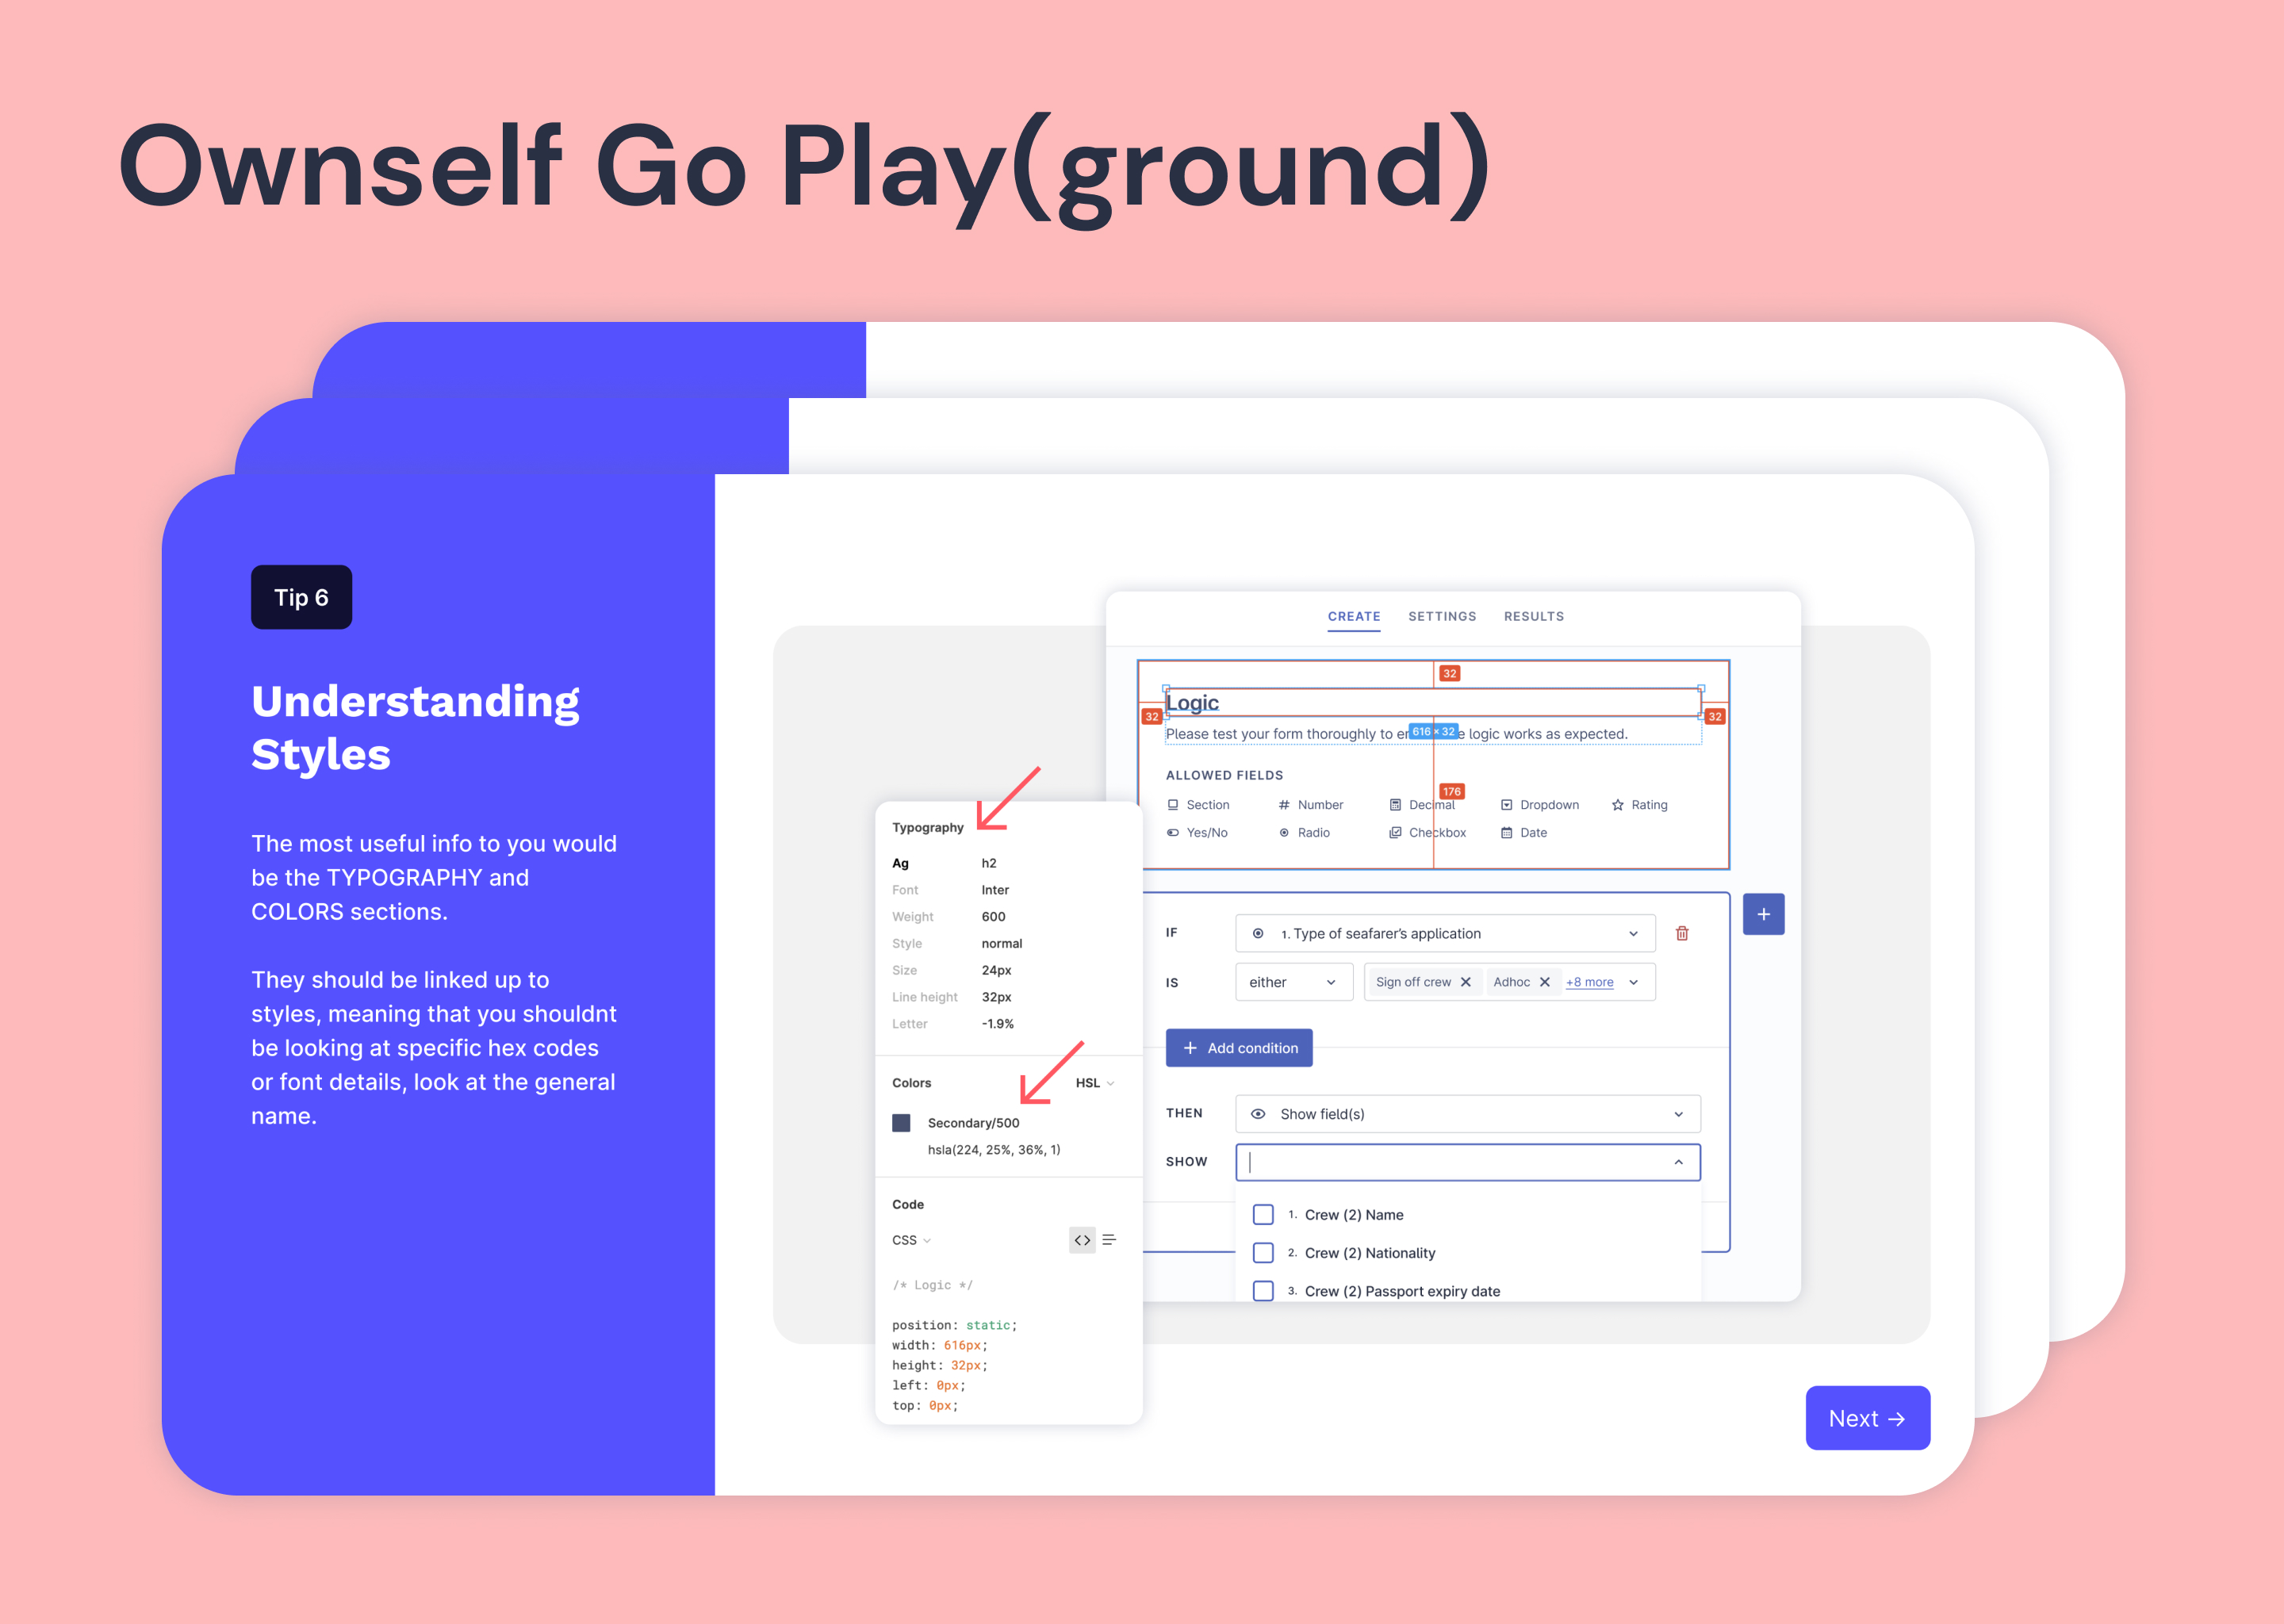 Ownself Go Play(ground)
Tip 6
Understanding
Styles
The most useful info to you would
be the TYPOGRAPHY and
COLORS sections.
They should be linked up to
styles, meaning that you shouldnt
be looking at specific hex codes
or font details, look at the general
name.
CREATE SETTINGS RESULTS
32
Logic
32 32
Please test your form thoroughly to en 616 × 32 e logic works as expected.
ALLOWED FIELDS
176
Section # Number Decimal Dropdown Rating
Yes/No Radio Checkbox Date
Typography
Ag h2
Font Inter
Weight 600
Style normal
Size 24px
Line height 32px
Letter -1.9%
Colors HSL
Secondary/500
hsla(224, 25%, 36%, 1)
Code
CSS <>
/* Logic */
position: static;
width: 616px;
height: 32px;
left: 0px;
top: 0px;
IF 1. Type of seafarer’s application
+
IS either Sign off crew ✕ Adhoc ✕ +8 more
+ Add condition
THEN Show field(s)
SHOW
1. Crew (2) Name
2. Crew (2) Nationality
3. Crew (2) Passport expiry date
Next →